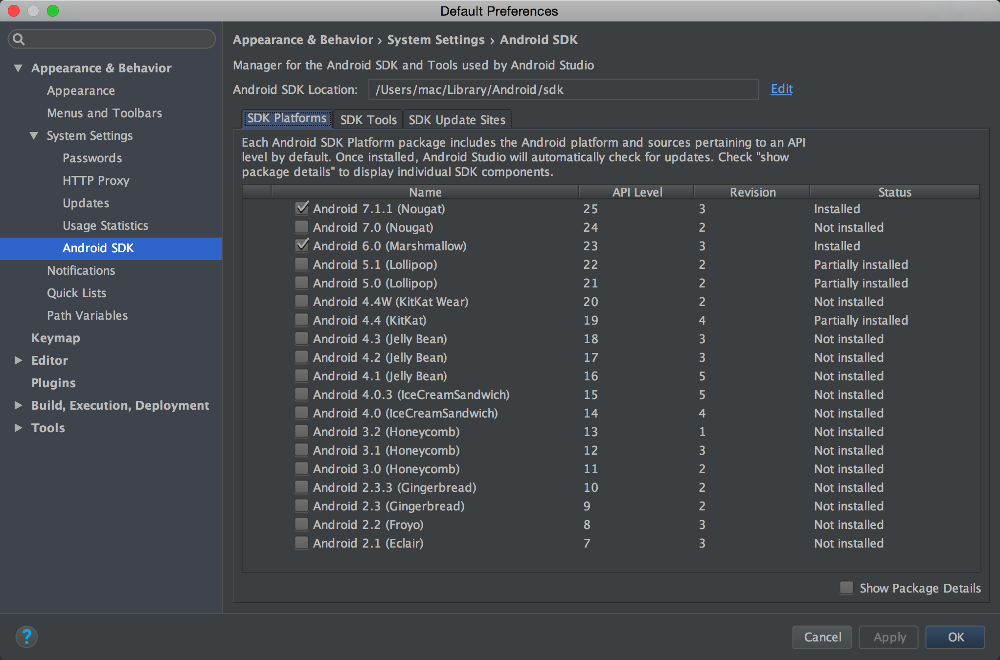 Default Preferences
Appearance & Behavior
Appearance
Menus and Toolbars
System Settings
Passwords
HTTP Proxy
Updates
Usage Statistics
Android SDK
Notifications
Quick Lists
Path Variables
Keymap
Editor
Plugins
Build, Execution, Deployment
Tools
Appearance & Behavior › System Settings › Android SDK
Manager for the Android SDK and Tools used by Android Studio
Android SDK Location: /Users/mac/Library/Android/sdk Edit
SDK Platforms SDK Tools SDK Update Sites
Each Android SDK Platform package includes the Android platform and sources pertaining to an API
level by default. Once installed, Android Studio will automatically check for updates. Check "show
package details" to display individual SDK components.
Name API Level Revision Status
Android 7.1.1 (Nougat) 25 3 Installed
Android 7.0 (Nougat) 24 2 Not installed
Android 6.0 (Marshmallow) 23 3 Installed
Android 5.1 (Lollipop) 22 2 Partially installed
Android 5.0 (Lollipop) 21 2 Partially installed
Android 4.4W (KitKat Wear) 20 2 Not installed
Android 4.4 (KitKat) 19 4 Partially installed
Android 4.3 (Jelly Bean) 18 3 Not installed
Android 4.2 (Jelly Bean) 17 3 Not installed
Android 4.1 (Jelly Bean) 16 5 Not installed
Android 4.0.3 (IceCreamSandwich) 15 5 Not installed
Android 4.0 (IceCreamSandwich) 14 4 Not installed
Android 3.2 (Honeycomb) 13 1 Not installed
Android 3.1 (Honeycomb) 12 3 Not installed
Android 3.0 (Honeycomb) 11 2 Not installed
Android 2.3.3 (Gingerbread) 10 2 Not installed
Android 2.3 (Gingerbread) 9 2 Not installed
Android 2.2 (Froyo) 8 3 Not installed
Android 2.1 (Eclair) 7 3 Not installed
Show Package Details
? Cancel Apply OK